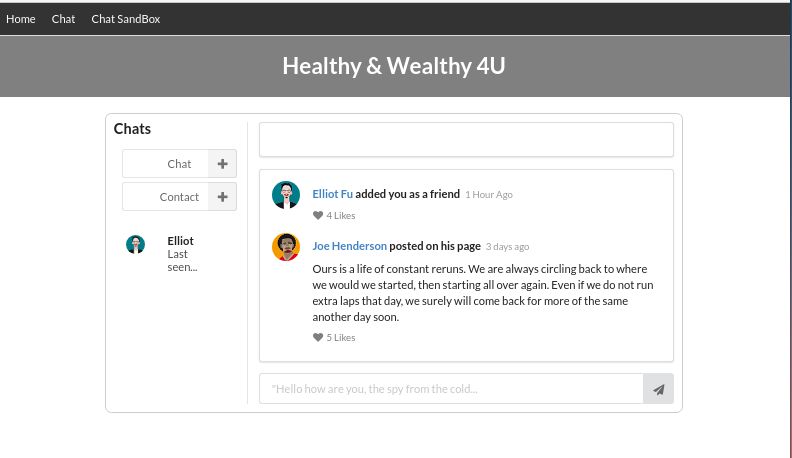 Home Chat Chat SandBox
Healthy & Wealthy 4U
Chats
Chat
Contact
Elliot
Last
seen...
Elliot Fu added you as a friend 1 Hour Ago
4 Likes
Joe Henderson posted on his page 3 days ago
Ours is a life of constant reruns. We are always circling back to where
we would we started, then starting all over again. Even if we do not run
extra laps that day, we surely will come back for more of the same
another day soon.
5 Likes
"Hello how are you, the spy from the cold...